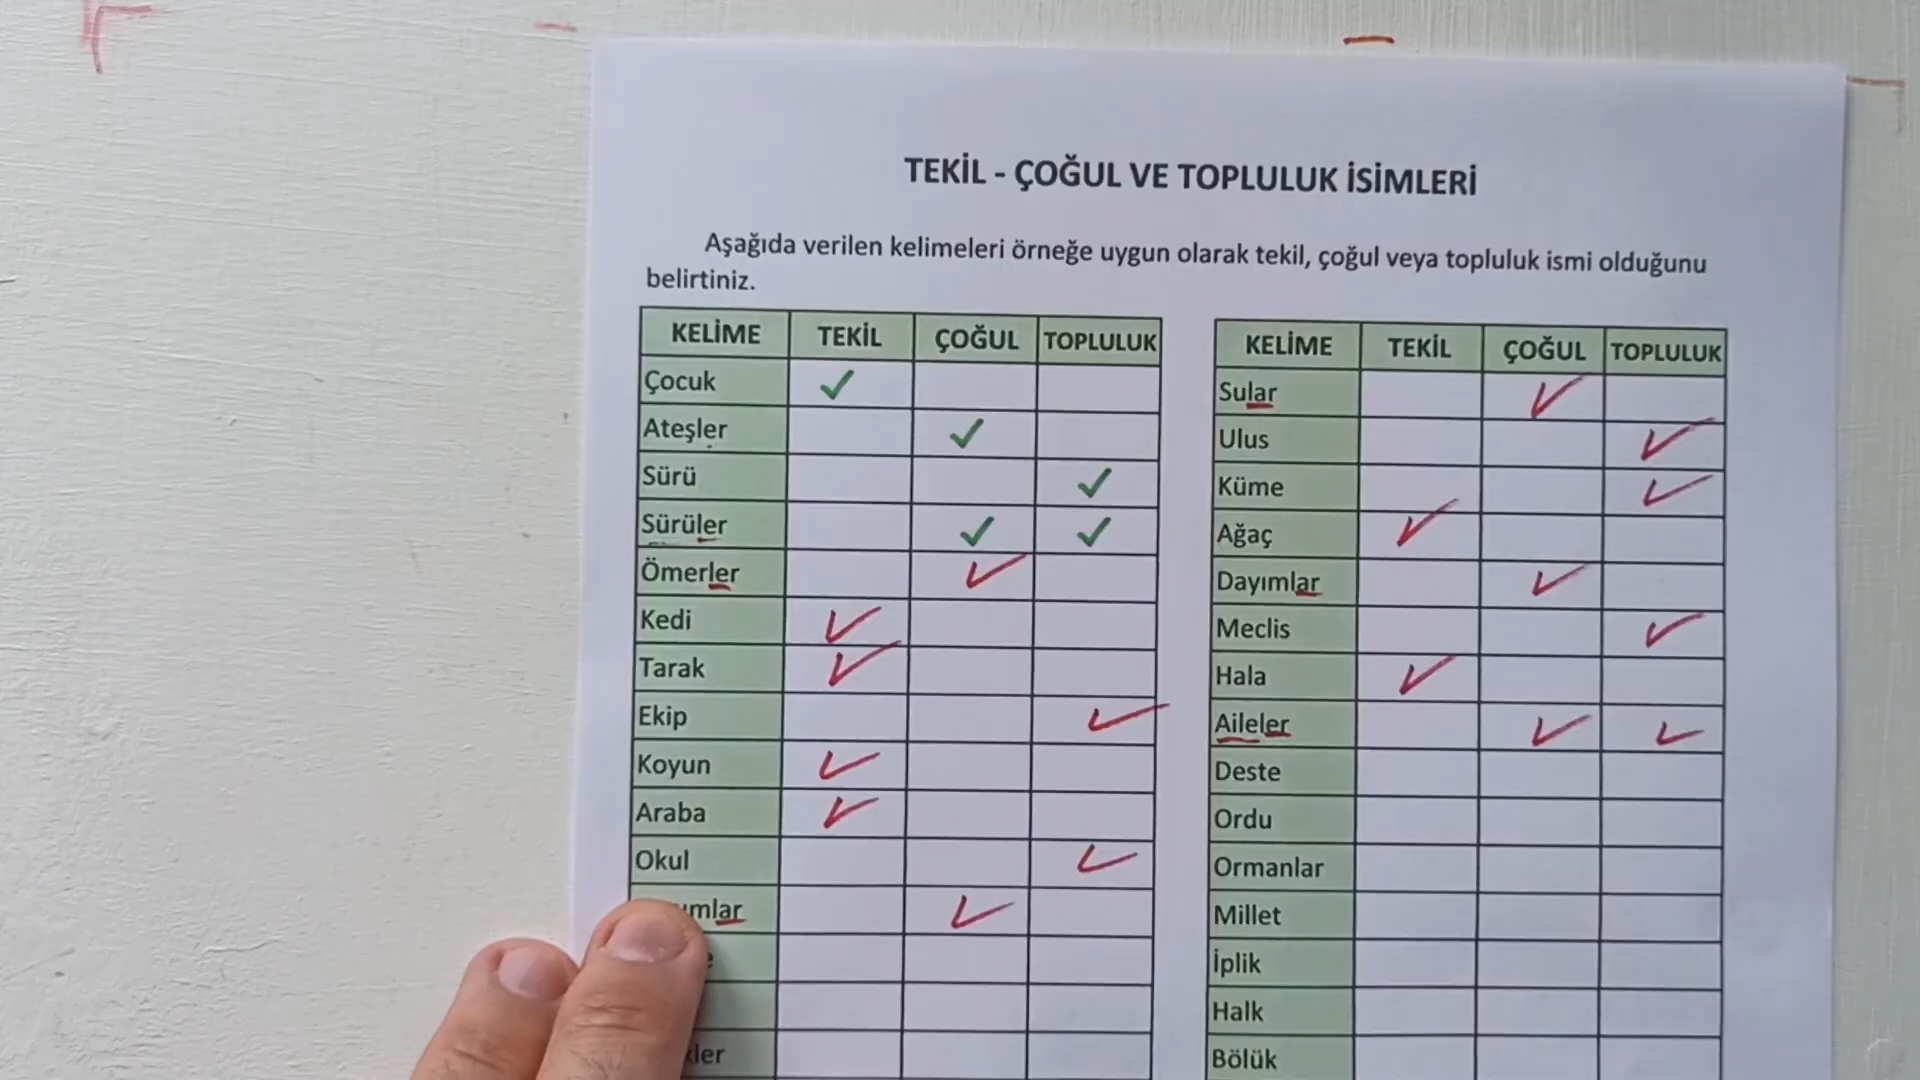 TEKİL - ÇOĞUL VE TOPLULUK İSİMLERİ
Aşağıda verilen kelimeleri örneğe uygun olarak tekil, çoğul veya topluluk ismi olduğunu
belirtiniz.
KELİME TEKİL ÇOĞUL TOPLULUK
Çocuk ✓
Ateşler ✓
Sürü ✓
Sürüler ✓ ✓
Ömerler ✓
Kedi ✓
Tarak ✓
Ekip ✓
Koyun ✓
Araba ✓
Okul ✓
✓
KELİME TEKİL ÇOĞUL TOPLULUK
Sular ✓
Ulus ✓
Küme ✓
Ağaç ✓
Dayımlar ✓
Meclis ✓
Hala ✓
Aileler ✓ ✓
Deste
Ordu
Ormanlar
Millet
İplik
Halk
Bölük